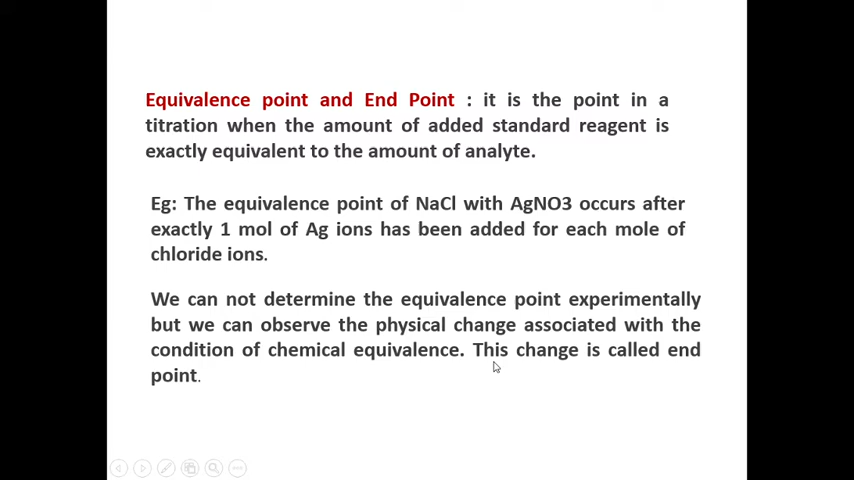 Equivalence point and End Point : it is the point in a
titration when the amount of added standard reagent is
exactly equivalent to the amount of analyte.
Eg: The equivalence point of NaCl with AgNO3 occurs after
exactly 1 mol of Ag ions has been added for each mole of
chloride ions.
We can not determine the equivalence point experimentally
but we can observe the physical change associated with the
condition of chemical equivalence. This change is called end
point.